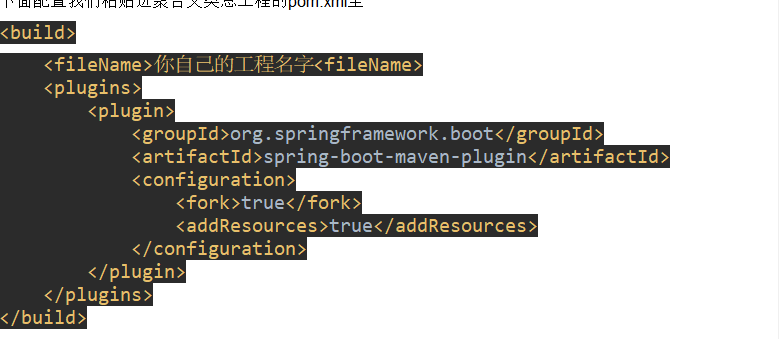 下面配置我们粘贴进聚合父类总工程的pom.xml里
<build>
<fileName>你自己的工程名字<fileName>
<plugins>
<plugin>
<groupId>org.springframework.boot</groupId>
<artifactId>spring-boot-maven-plugin</artifactId>
<configuration>
<fork>true</fork>
<addResources>true</addResources>
</configuration>
</plugin>
</plugins>
</build>